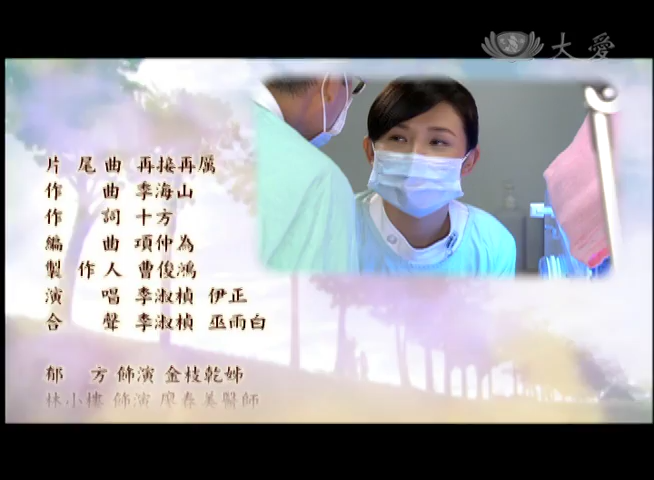 大愛
片尾曲 再接再厲
作曲 季海山
作詞 十方
編曲 項仲為
製作人 曹俊鴻
演唱 李淑楨 伊正
合聲 李淑楨 巫雨白
郁方 飾演 金枝乾姊
林小樓 飾演 廖春美醫師